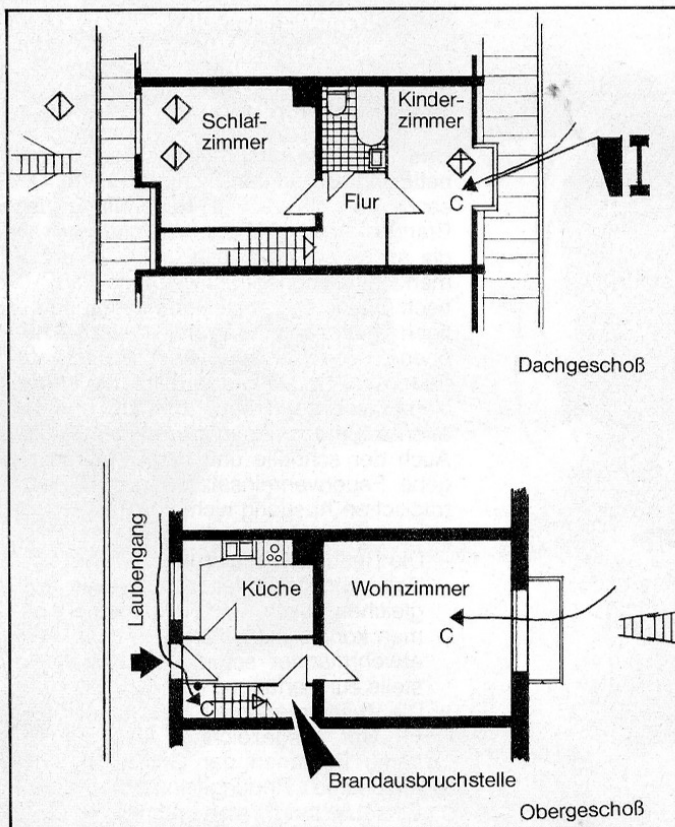 Schlaf-
zimmer
Kinder-
zimmer
Flur
C
Dachgeschoß
Laubengang
Küche
Wohnzimmer
C
C
Brandausbruchstelle
Obergeschoß